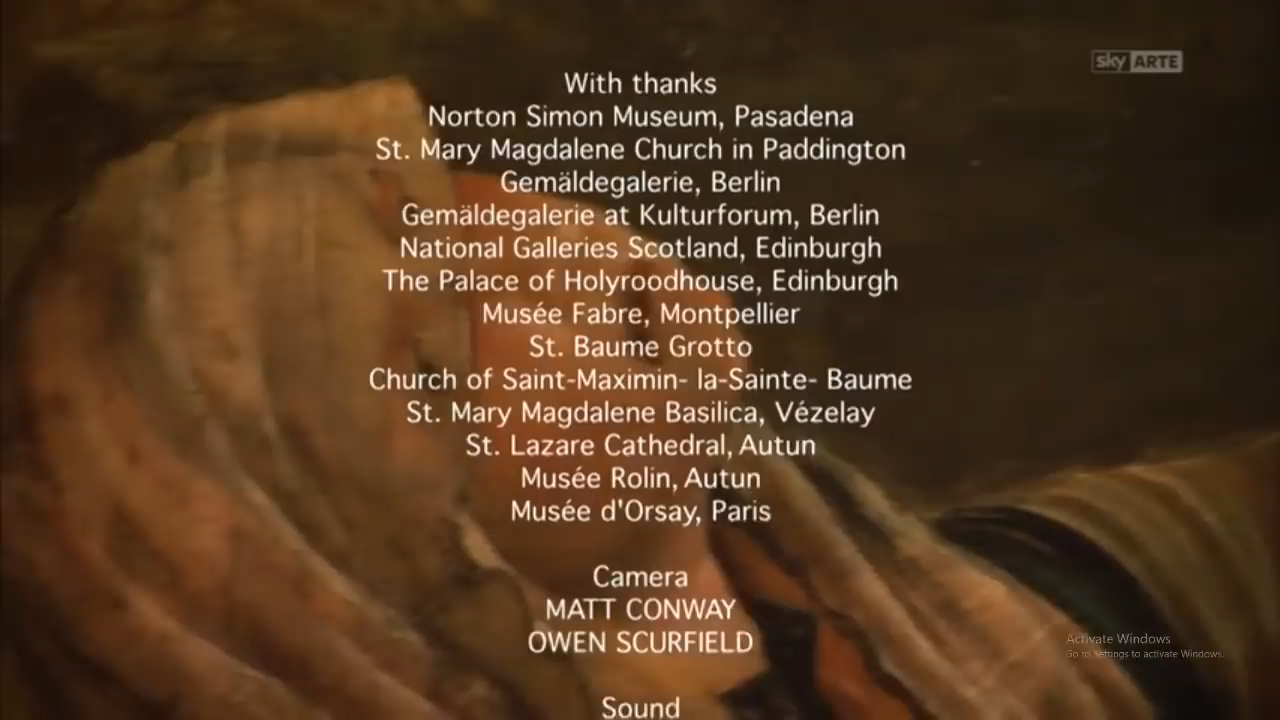 sky ARTE
With thanks
Norton Simon Museum, Pasadena
St. Mary Magdalene Church in Paddington
Gemäldegalerie, Berlin
Gemäldegalerie at Kulturforum, Berlin
National Galleries Scotland, Edinburgh
The Palace of Holyroodhouse, Edinburgh
Musée Fabre, Montpellier
St. Baume Grotto
Church of Saint-Maximin- la-Sainte- Baume
St. Mary Magdalene Basilica, Vézelay
St. Lazare Cathedral, Autun
Musée Rolin, Autun
Musée d'Orsay, Paris
Camera
MATT CONWAY
OWEN SCURFIELD
Activate Windows
Go to Settings to activate Windows.
Sound